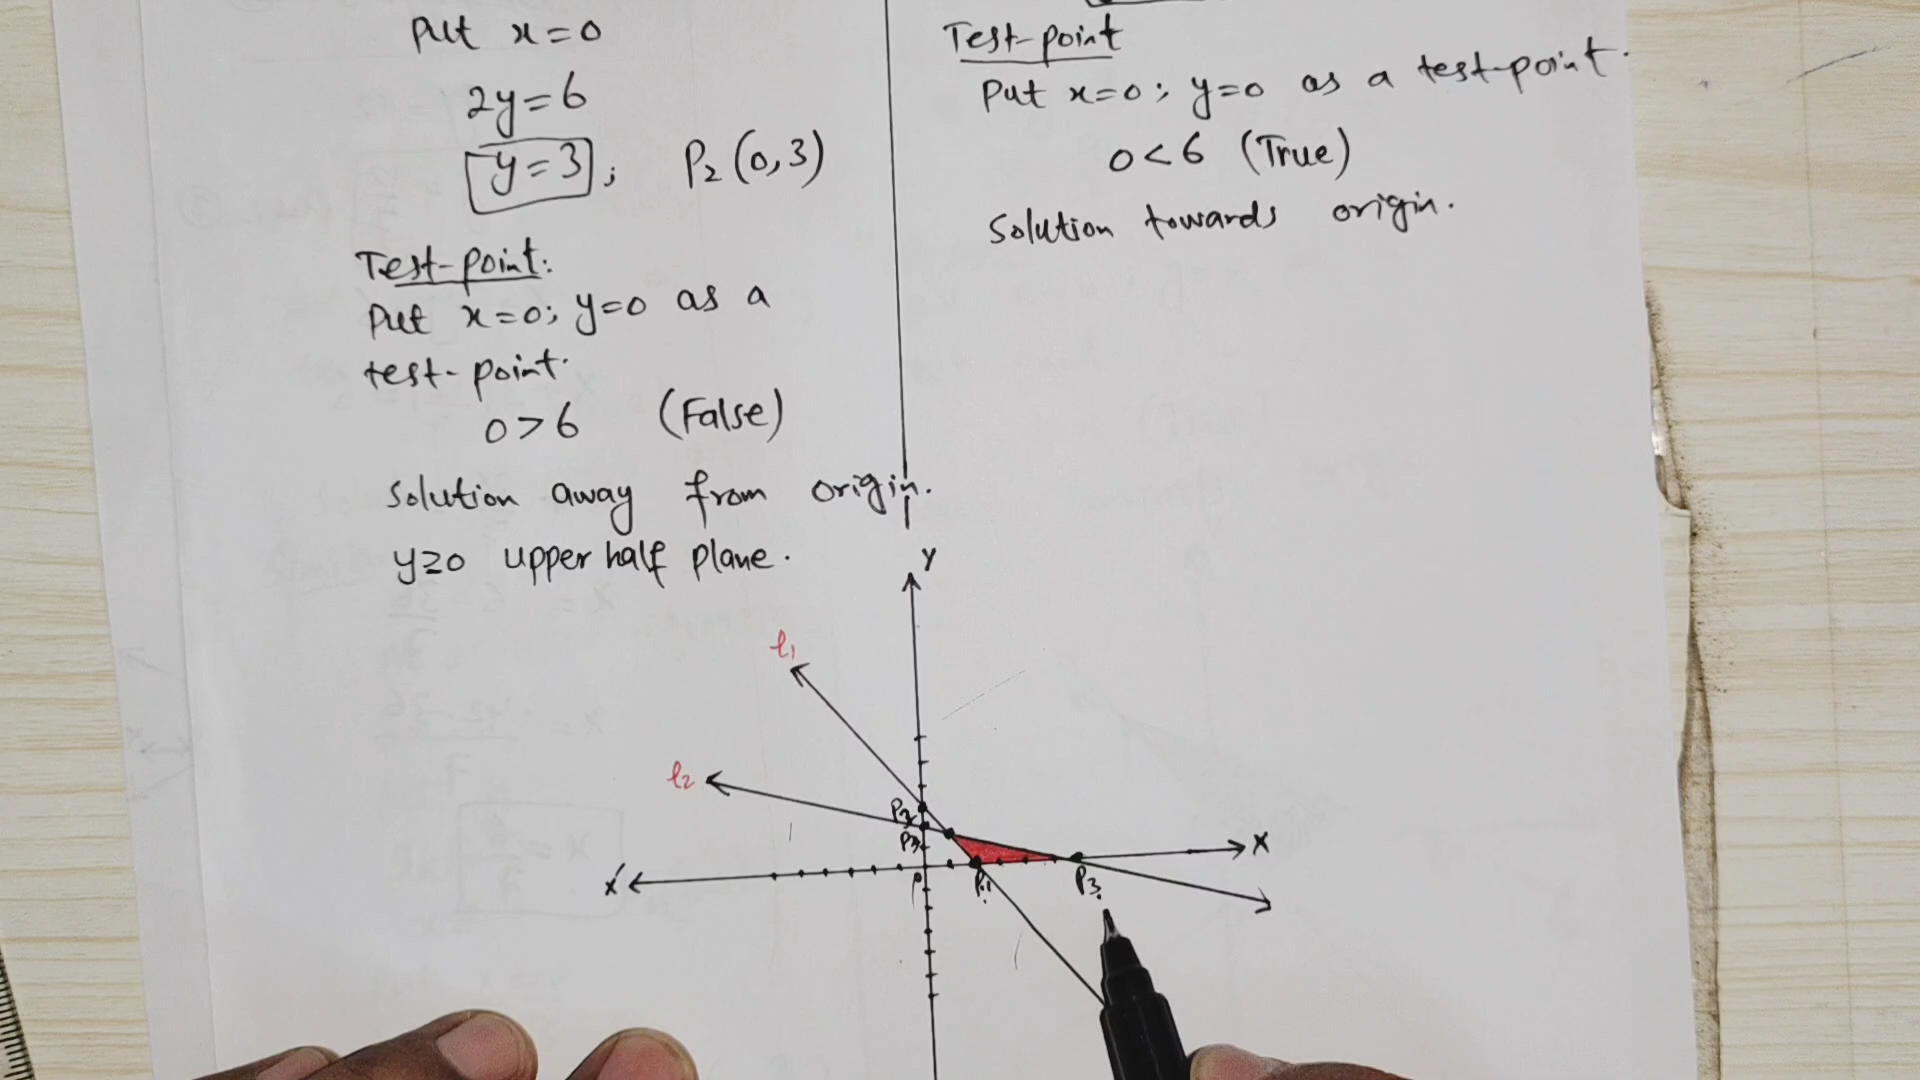 Put x=0
2y=6
y=3; P₂(0,3)
Test-point:
Put x=0; y=0 as a
test-point.
0>6 (False)
Solution away from origin.
y≥0 upper half plane.
Test-point
Put x=0; y=0 as a test-point.
0<6 (True)
Solution towards origin.
Y
l₁
l₂
P₂
X
X'
P₁
P₃